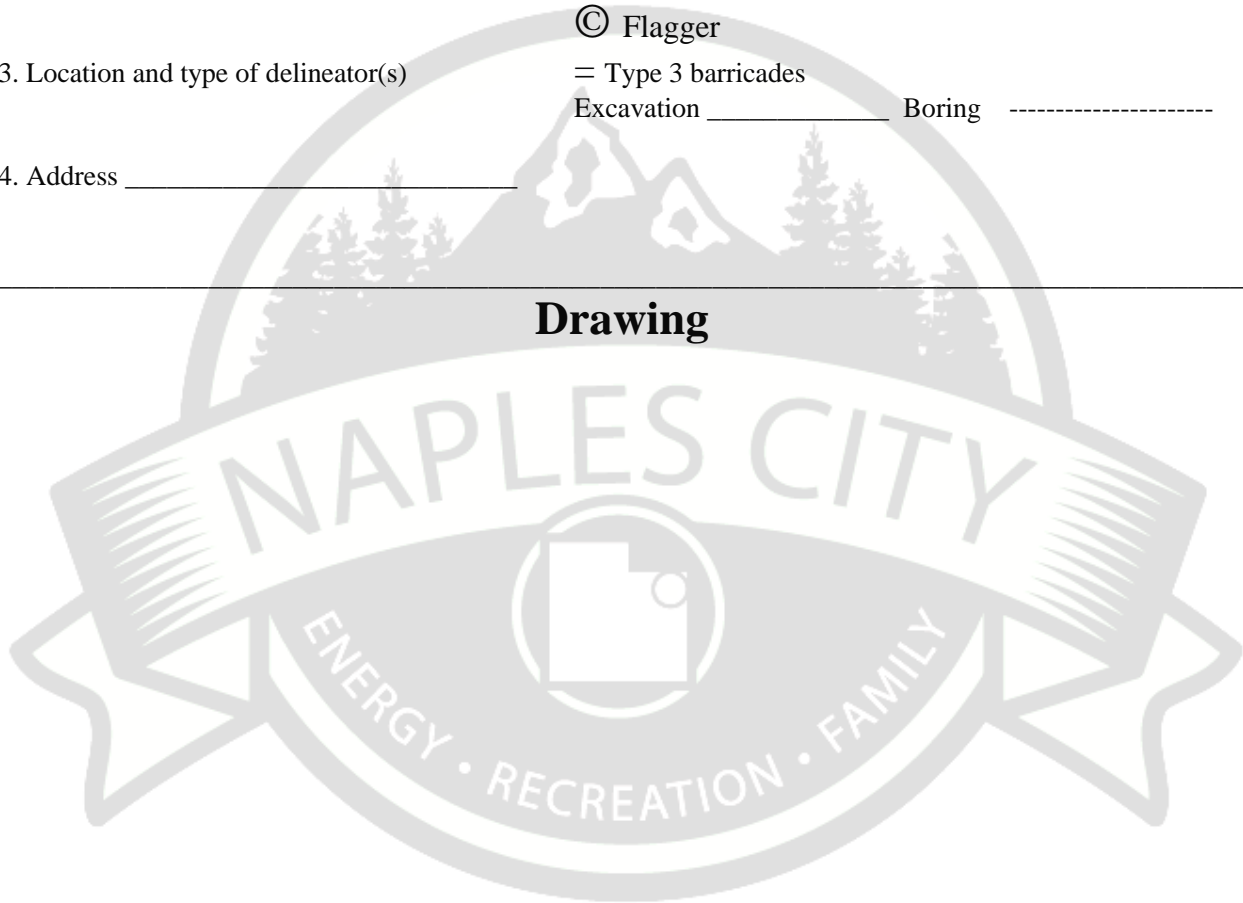 © Flagger
3. Location and type of delineator(s) = Type 3 barricades
Excavation _____________ Boring ----------------------
4. Address ____________________________
Drawing
NAPLES CITY
ENERGY • RECREATION • FAMILY